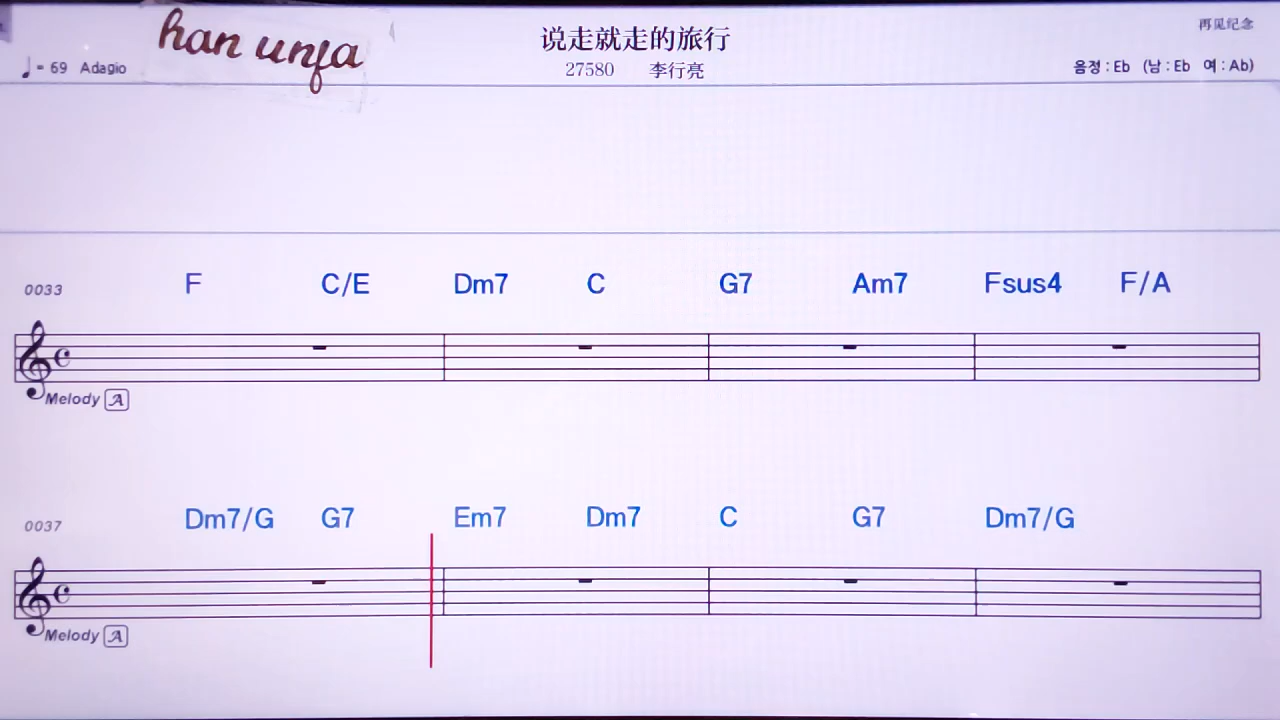 han unfa
说走就走的旅行
再见纪念
♩= 69 Adagio
27580 李行亮
음정 : Eb (남 : Eb 여 : Ab)
0033 F C/E Dm7 C G7 Am7 Fsus4 F/A
Melody A
0037 Dm7/G G7 Em7 Dm7 C G7 Dm7/G
Melody A